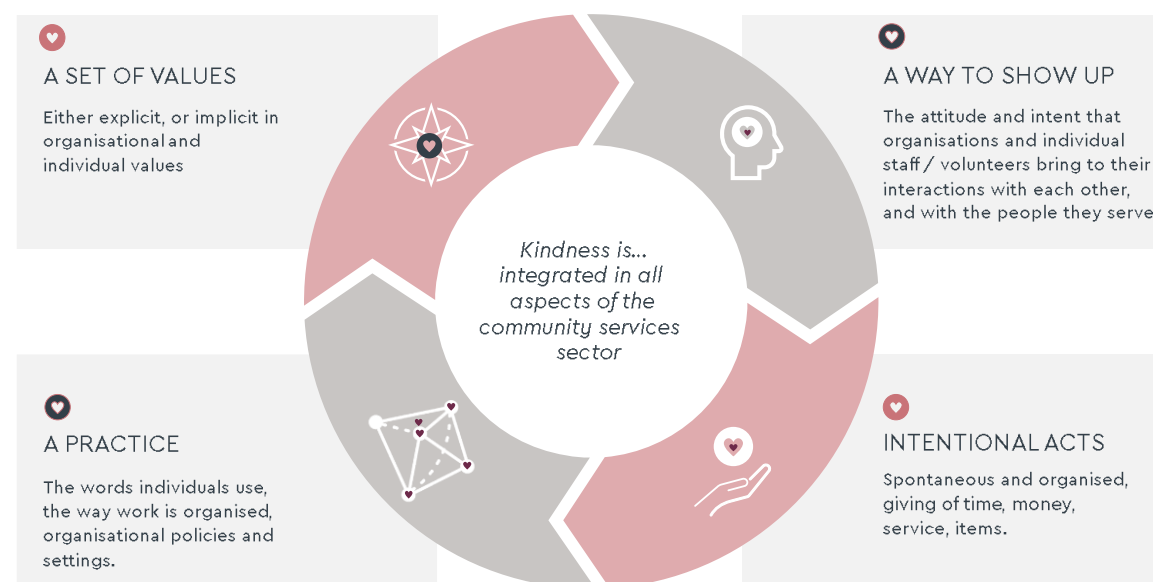 A SET OF VALUES
Either explicit, or implicit in
organisational and
individual values
A WAY TO SHOW UP
The attitude and intent that
organisations and individual
staff / volunteers bring to their
interactions with each other,
and with the people they serve
Kindness is...
integrated in all
aspects of the
community services
sector
A PRACTICE
The words individuals use,
the way work is organised,
organisational policies and
settings.
INTENTIONAL ACTS
Spontaneous and organised,
giving of time, money,
service, items.